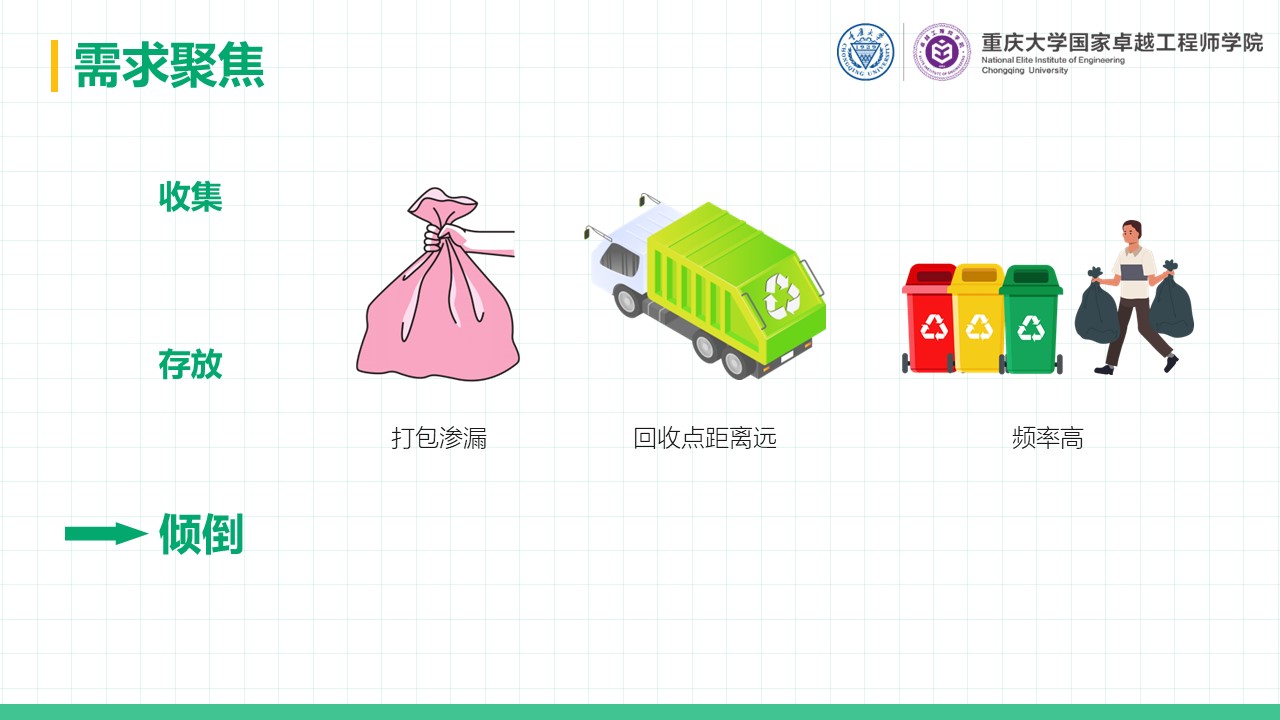 需求聚焦
重庆大学国家卓越工程师学院
National Elite Institute of Engineering
Chongqing University
收集
存放
打包渗漏
回收点距离远
频率高
倾倒